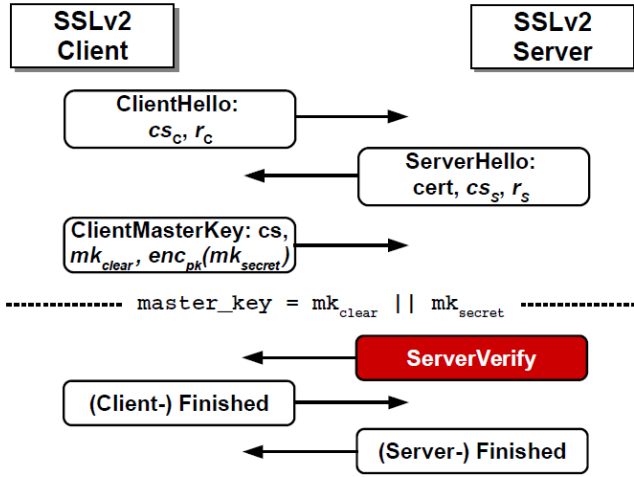 SSLv2
Client
SSLv2
Server
ClientHello:
cs_C, r_C
ServerHello:
cert, cs_S, r_S
ClientMasterKey: cs,
mk_clear, enc_pk(mk_secret)
master_key = mk_clear || mk_secret
ServerVerify
(Client-) Finished
(Server-) Finished